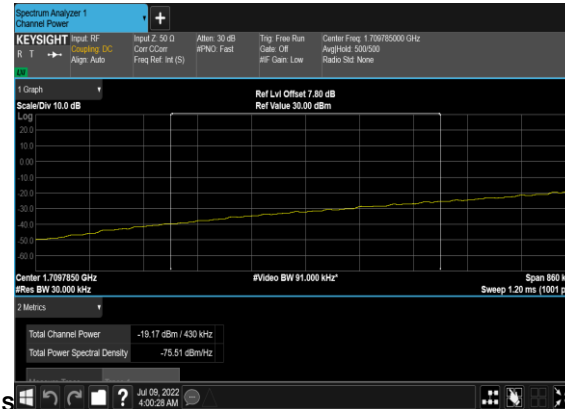 Spectrum Analyzer 1
Channel Power
+
KEYSIGHT Input: RF Input Z: 50 Ω Atten: 30 dB Trig: Free Run Center Freq: 1.709785000 GHz
R T Coupling: DC Corr CCorr #PNO: Fast Gate: Off Avg|Hold: 500/500
Align: Auto Freq Ref: Int (S) #IF Gain: Low Radio Std: None
LXI
1 Graph
Ref Lvl Offset 7.80 dB
Scale/Div 10.0 dB Ref Value 30.00 dBm
Log
20.0
10.0
0.00
-10.0
-20.0
-30.0
-40.0
-50.0
-60.0
Center 1.7097850 GHz #Video BW 91.000 kHz* Span 860 k
#Res BW 30.000 kHz Sweep 1.20 ms (1001 p
2 Metrics
Total Channel Power -19.17 dBm / 430 kHz
Total Power Spectral Density -75.51 dBm/Hz
s
? Jul 09, 2022
4:00:28 AM